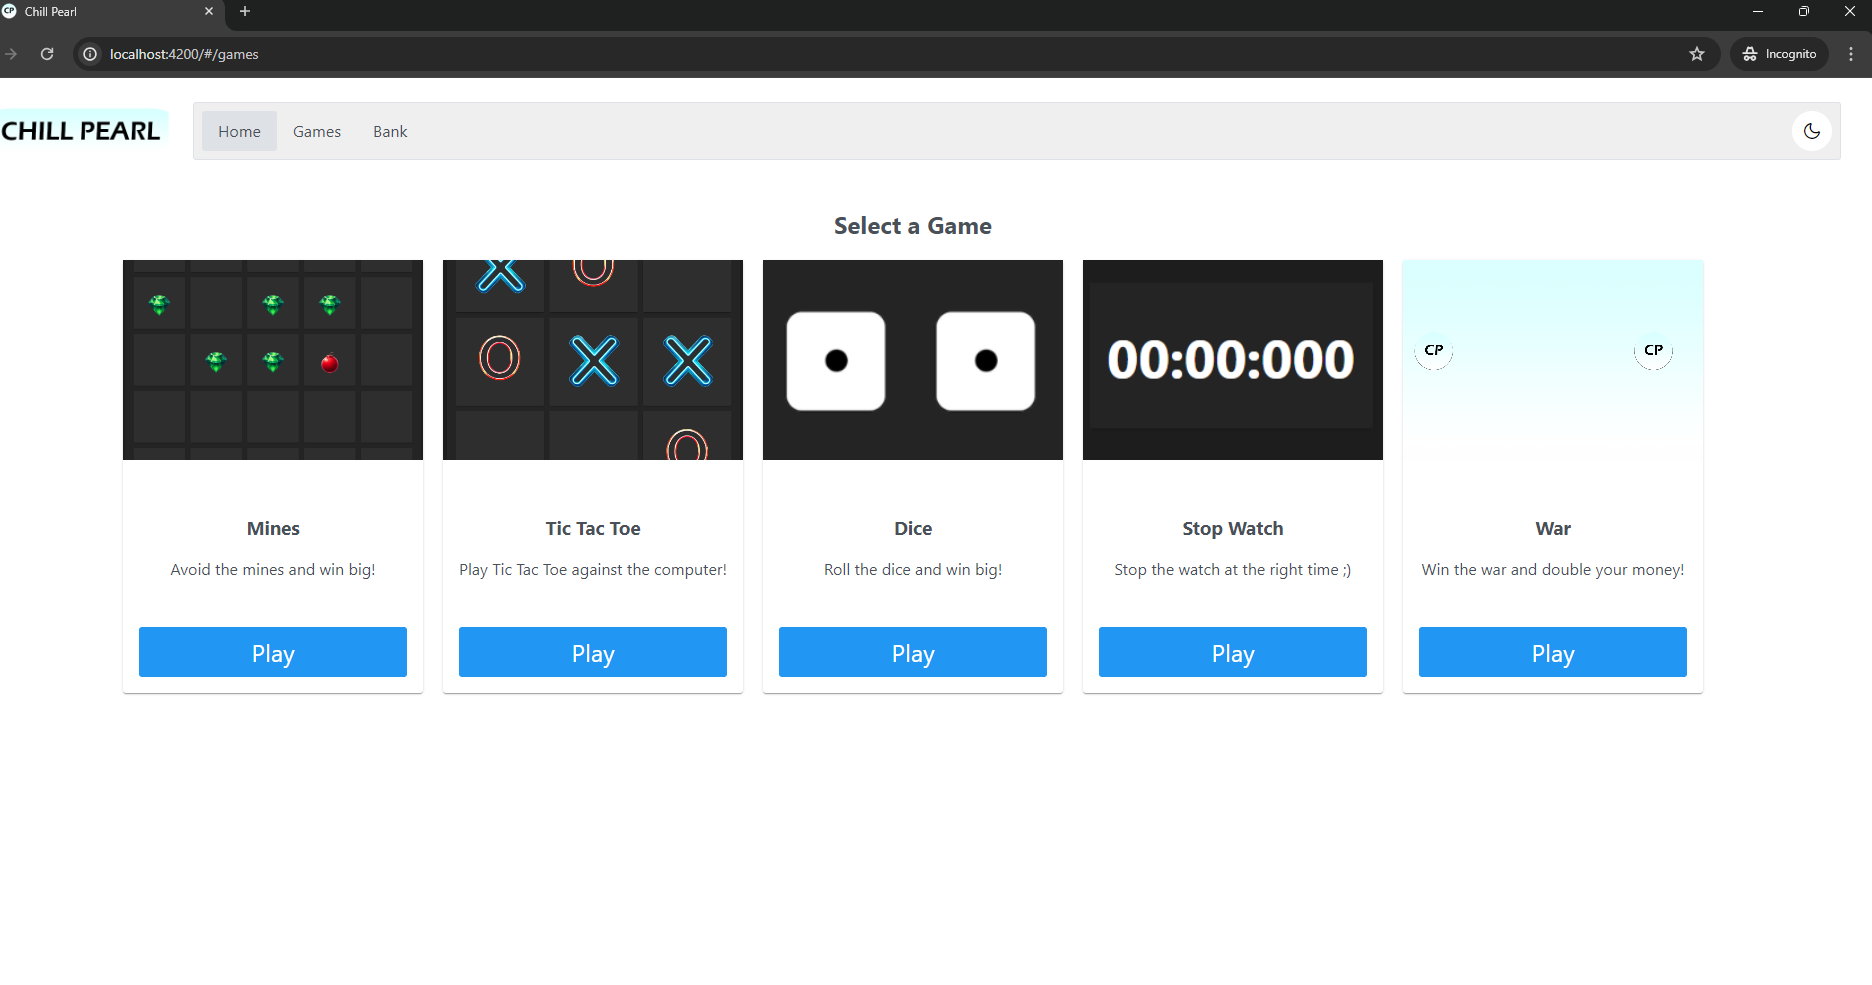 CP Chill Pearl
localhost:4200/#/games
Incognito
CHILL PEARL
Home Games Bank
Select a Game
X O
O X X
O
00:00:000
CP CP
Mines
Avoid the mines and win big!
Play
Tic Tac Toe
Play Tic Tac Toe against the computer!
Play
Dice
Roll the dice and win big!
Play
Stop Watch
Stop the watch at the right time ;)
Play
War
Win the war and double your money!
Play